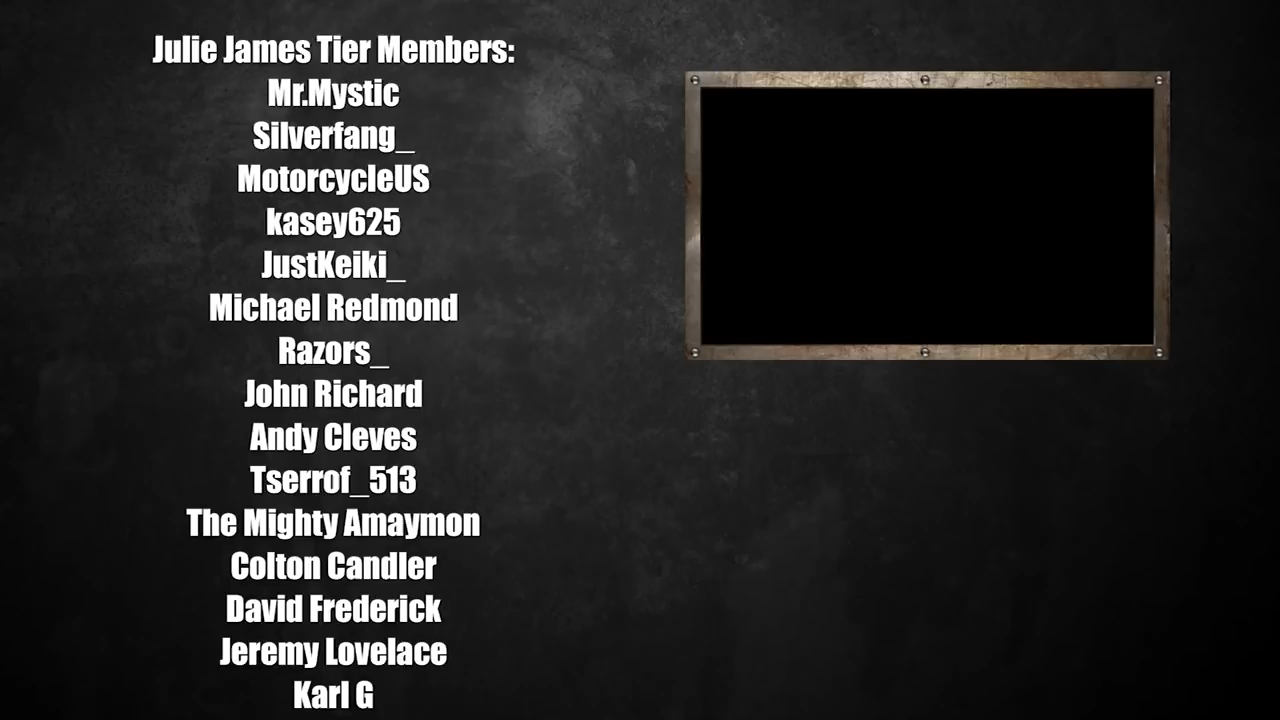 Julie James Tier Members:
Mr.Mystic
Silverfang_
MotorcycleUS
kasey625
JustKeiki_
Michael Redmond
Razors_
John Richard
Andy Cleves
Tserrof_513
The Mighty Amaymon
Colton Candler
David Frederick
Jeremy Lovelace
Karl G